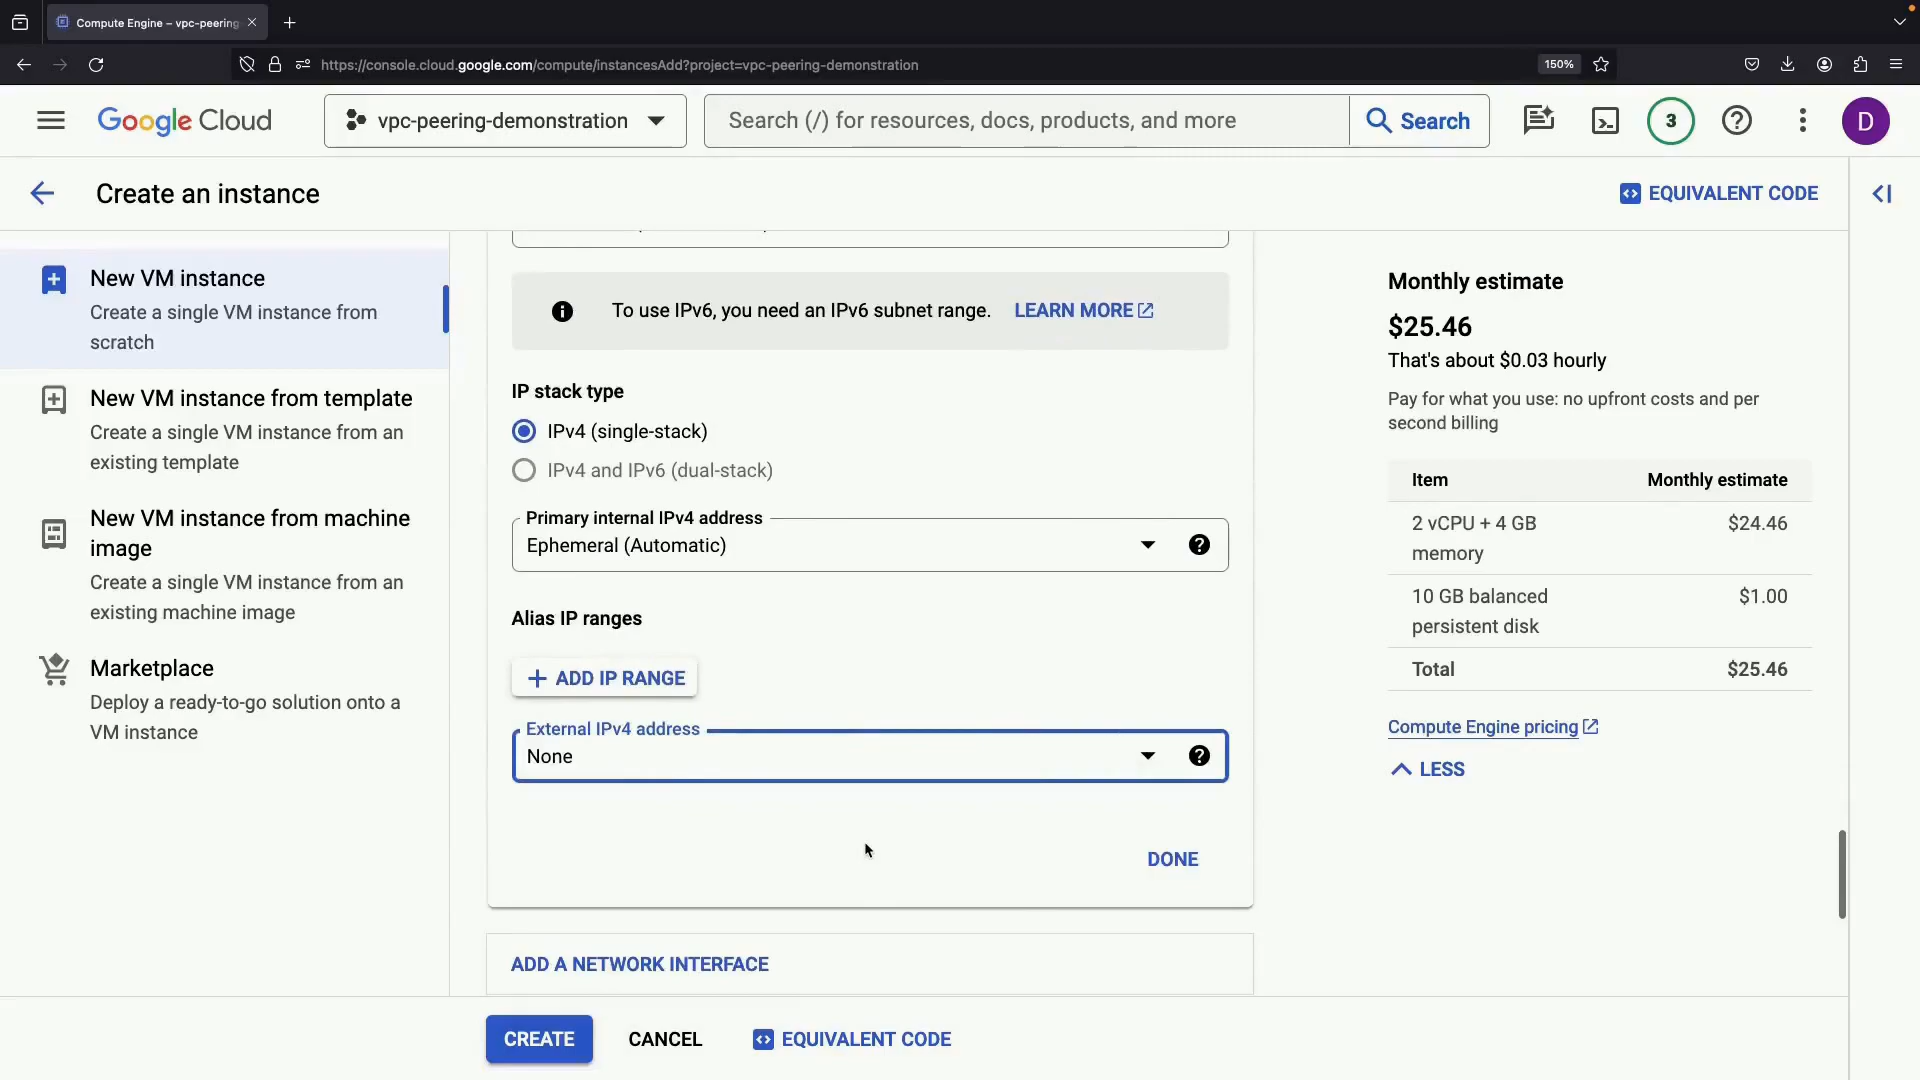 Compute Engine – vpc-peering
https://console.cloud.google.com/compute/instancesAdd?project=vpc-peering-demonstration
150%
Google Cloud
vpc-peering-demonstration
Search (/) for resources, docs, products, and more
Search
3
D
Create an instance
EQUIVALENT CODE
New VM instance
Create a single VM instance from
scratch
New VM instance from template
Create a single VM instance from an
existing template
New VM instance from machine
image
Create a single VM instance from an
existing machine image
Marketplace
Deploy a ready-to-go solution onto a
VM instance
To use IPv6, you need an IPv6 subnet range. LEARN MORE
IP stack type
IPv4 (single-stack)
IPv4 and IPv6 (dual-stack)
Primary internal IPv4 address
Ephemeral (Automatic)
Alias IP ranges
+ ADD IP RANGE
External IPv4 address
None
DONE
ADD A NETWORK INTERFACE
CREATE
CANCEL
EQUIVALENT CODE
Monthly estimate
$25.46
That's about $0.03 hourly
Pay for what you use: no upfront costs and per
second billing
Item Monthly estimate
2 vCPU + 4 GB $24.46
memory
10 GB balanced $1.00
persistent disk
Total $25.46
Compute Engine pricing
LESS